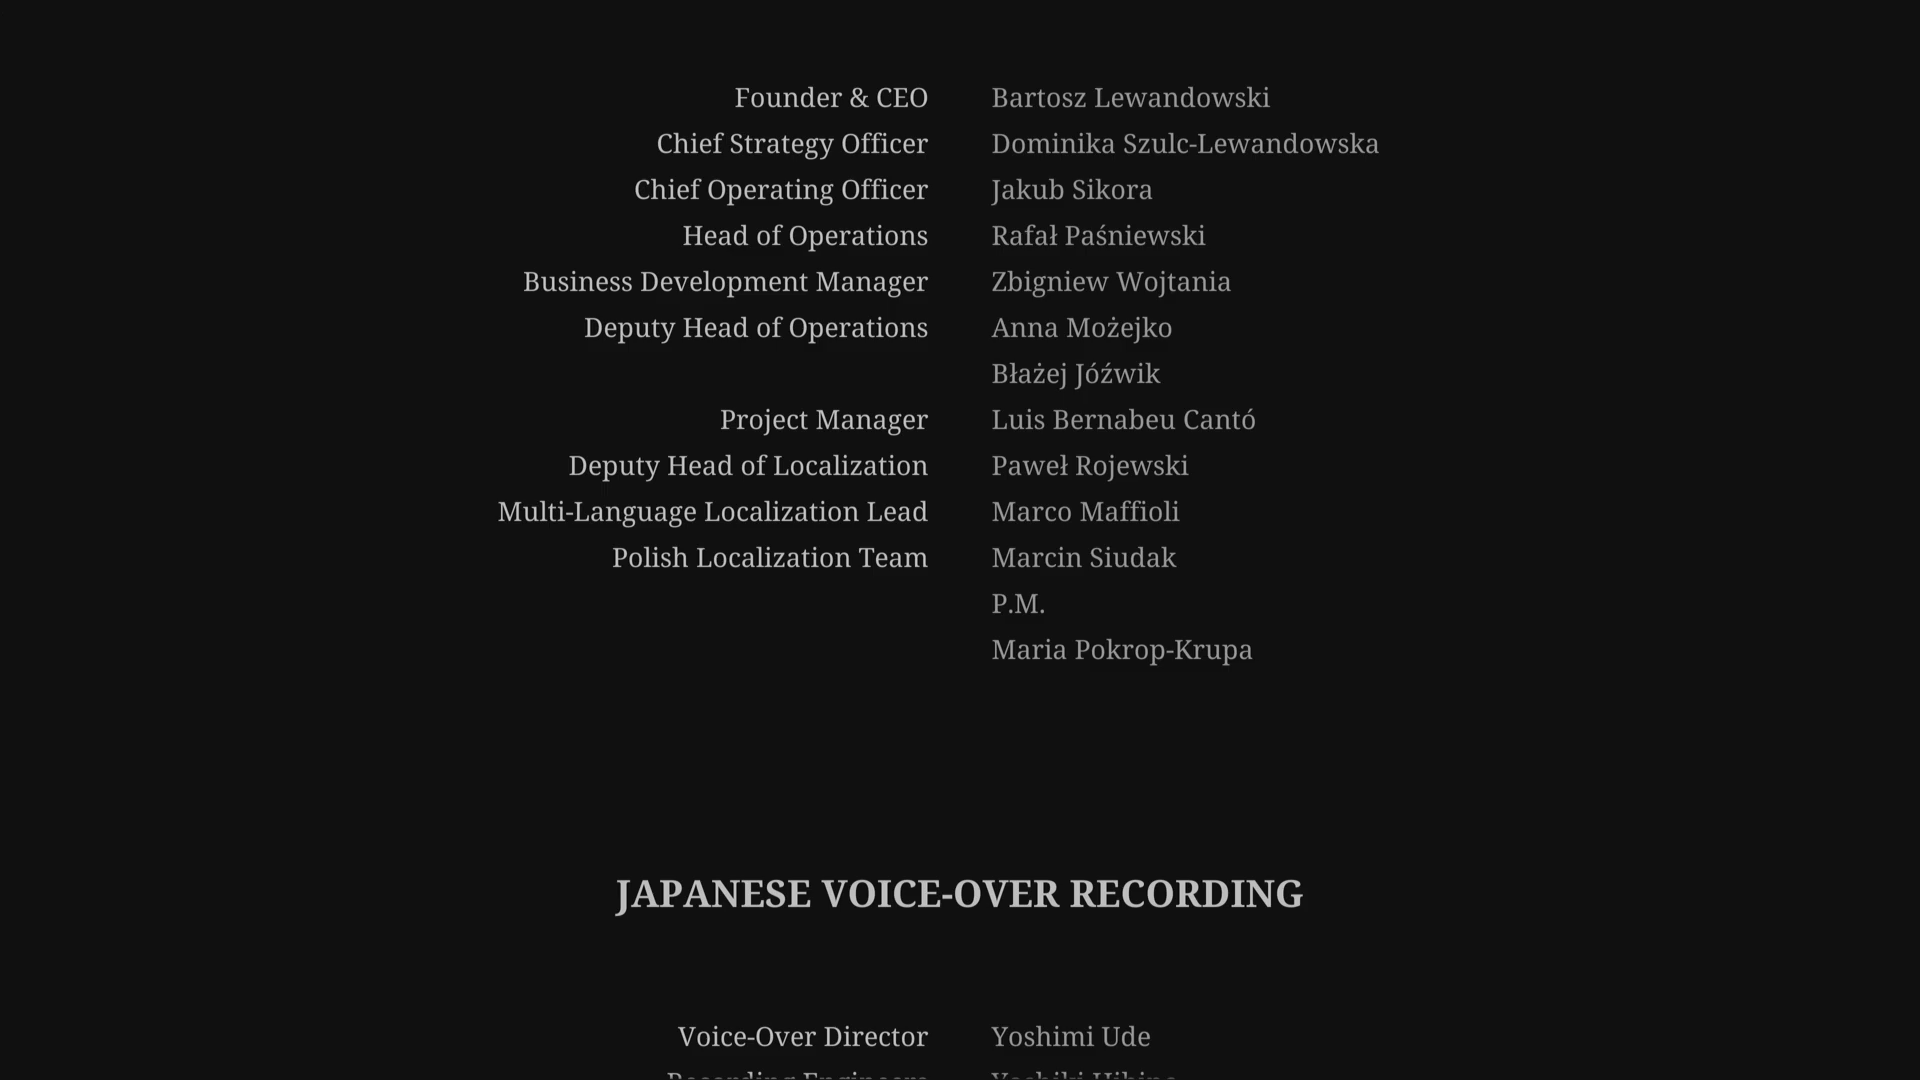 Founder & CEO Bartosz Lewandowski
Chief Strategy Officer Dominika Szulc-Lewandowska
Chief Operating Officer Jakub Sikora
Head of Operations Rafał Paśniewski
Business Development Manager Zbigniew Wojtania
Deputy Head of Operations Anna Możejko
Błażej Jóźwik
Project Manager Luis Bernabeu Cantó
Deputy Head of Localization Paweł Rojewski
Multi-Language Localization Lead Marco Maffioli
Polish Localization Team Marcin Siudak
P.M.
Maria Pokrop-Krupa
JAPANESE VOICE-OVER RECORDING
Voice-Over Director Yoshimi Ude